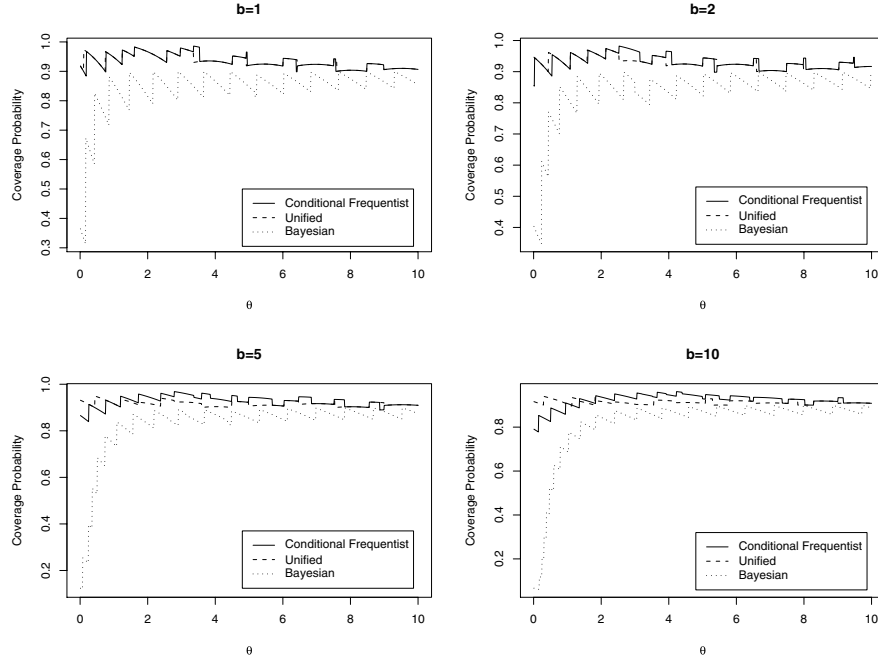 b=1
Coverage Probability
1.0
0.9
0.8
0.7
0.6
0.5
0.4
0.3
Conditional Frequentist
Unified
Bayesian
0 2 4 6 8 10
θ
b=2
Coverage Probability
1.0
0.9
0.8
0.7
0.6
0.5
0.4
Conditional Frequentist
Unified
Bayesian
0 2 4 6 8 10
θ
b=5
Coverage Probability
1.0
0.8
0.6
0.4
0.2
Conditional Frequentist
Unified
Bayesian
0 2 4 6 8 10
θ
b=10
Coverage Probability
0.8
0.6
0.4
0.2
Conditional Frequentist
Unified
Bayesian
0 2 4 6 8 10
θ